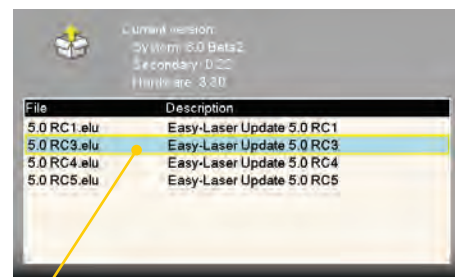 Current version:
System: 6.0 Beta2
Secondary: 0.22
Hardware: 3.20
File Description
5.0 RC1.elu Easy-Laser Update 5.0 RC1
5.0 RC3.elu Easy-Laser Update 5.0 RC3
5.0 RC4.elu Easy-Laser Update 5.0 RC4
5.0 RC5.elu Easy-Laser Update 5.0 RC5